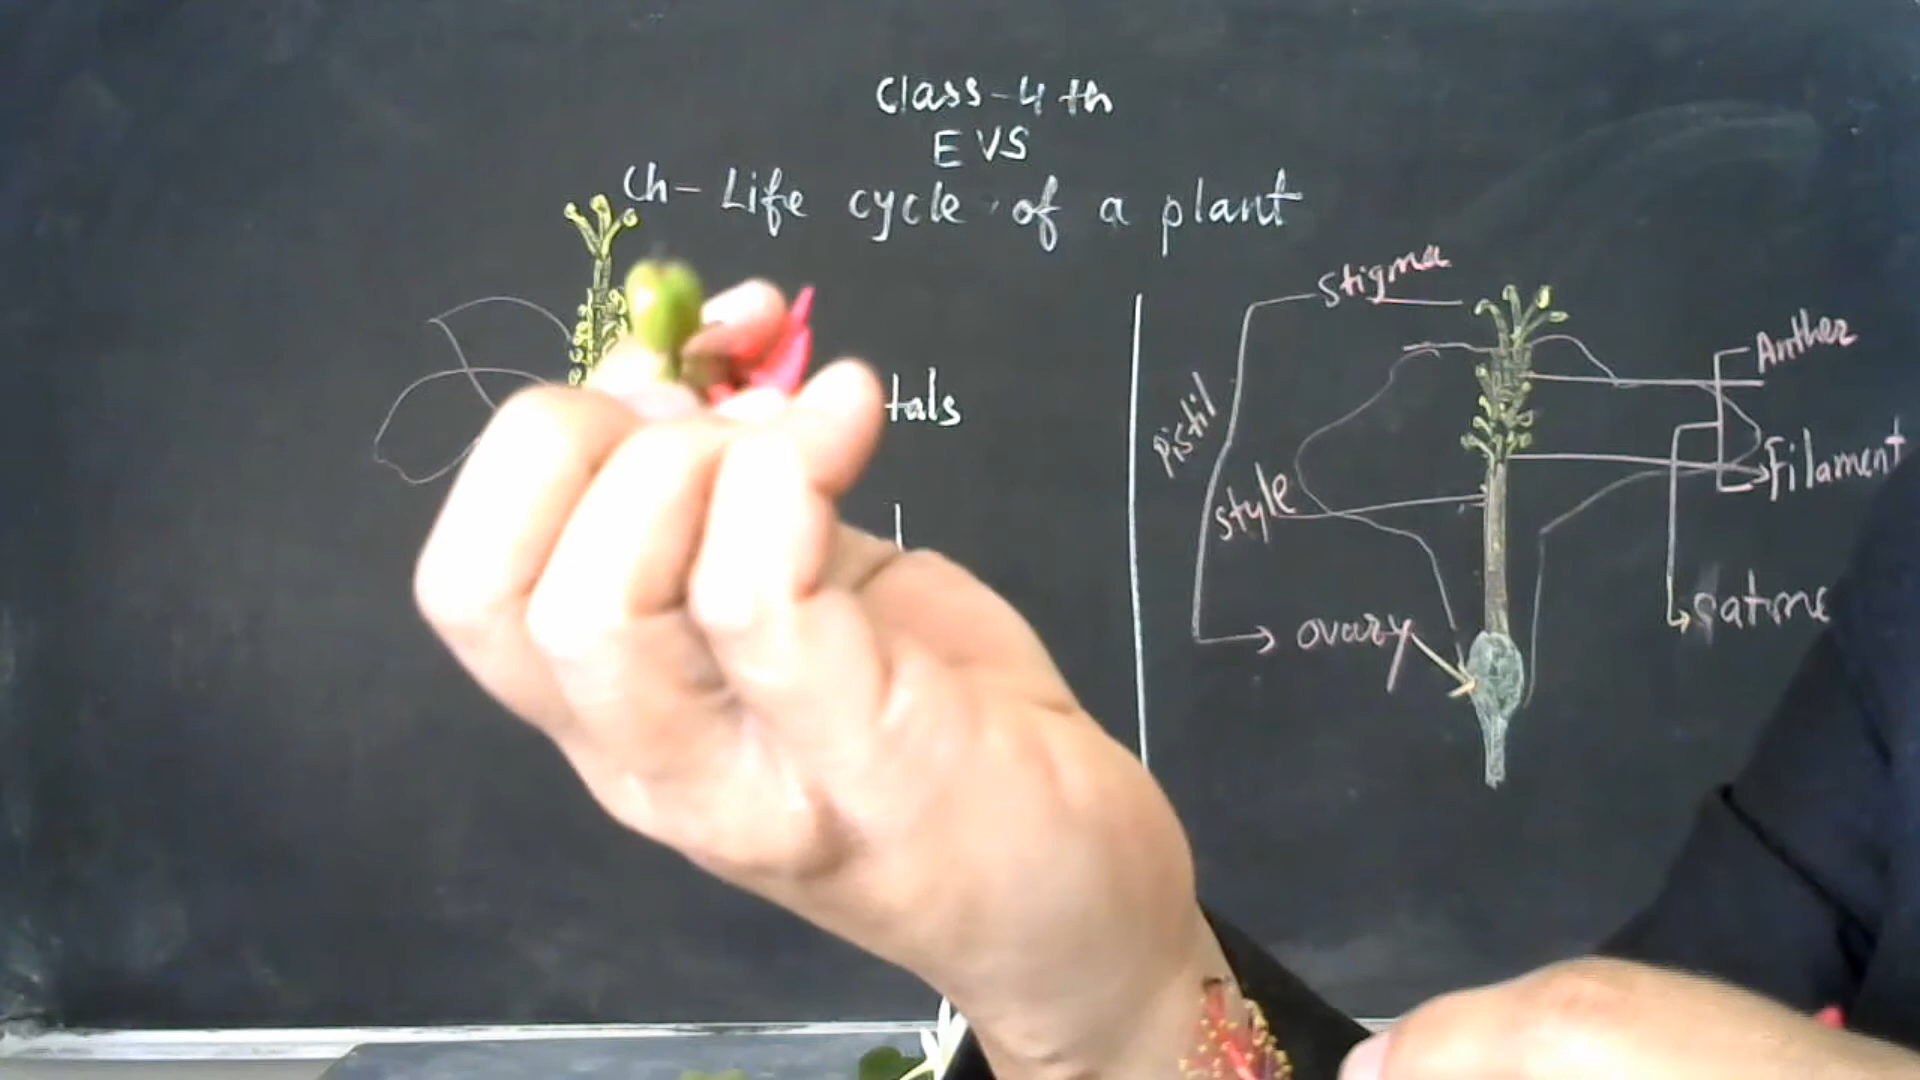 Class-4th
EVS
Ch- Life cycle of a plant
tals
Stigma
Anther
Pistil
style
Filament
ovary